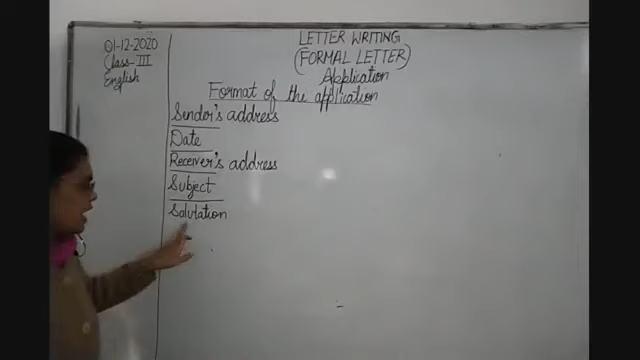 01-12-2020
Class-III
English
LETTER WRITING
(FORMAL LETTER)
Application
Format of the application
Sender's address
Date
Receiver's address
Subject
Salutation